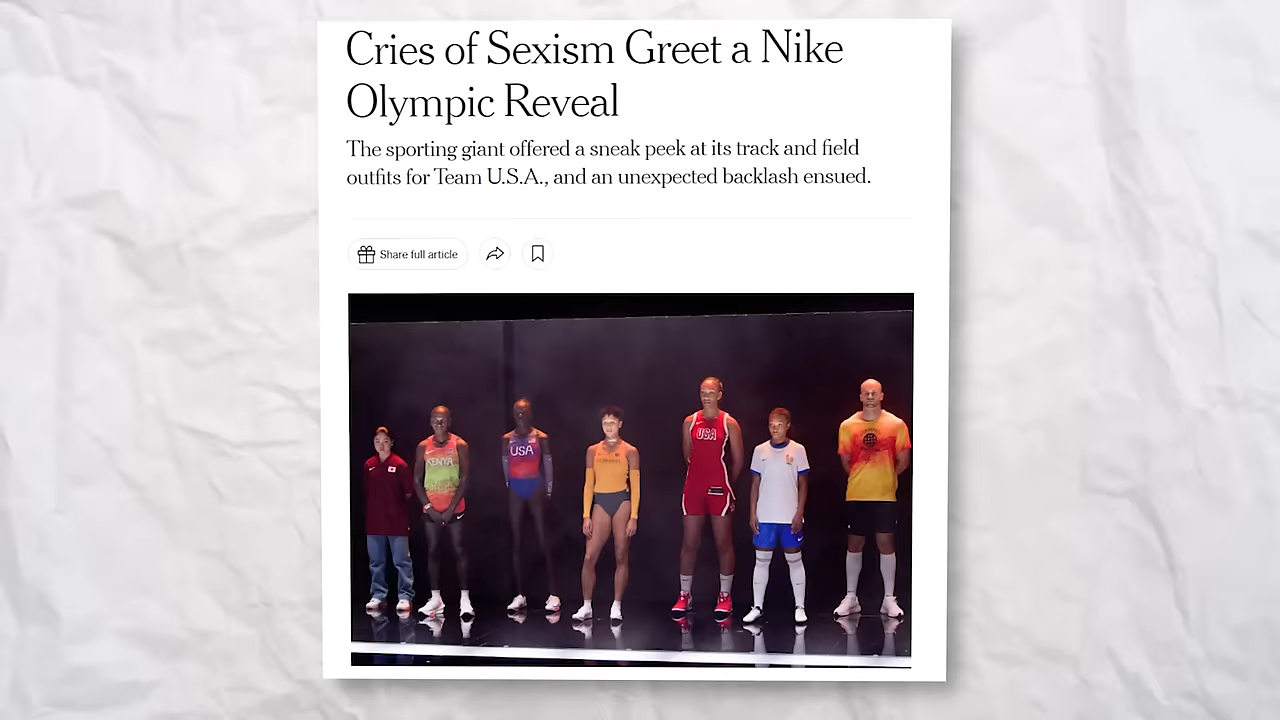 Cries of Sexism Greet a Nike
Olympic Reveal
The sporting giant offered a sneak peek at its track and field
outfits for Team U.S.A., and an unexpected backlash ensued.
Share full article
KENYA
USA
USA